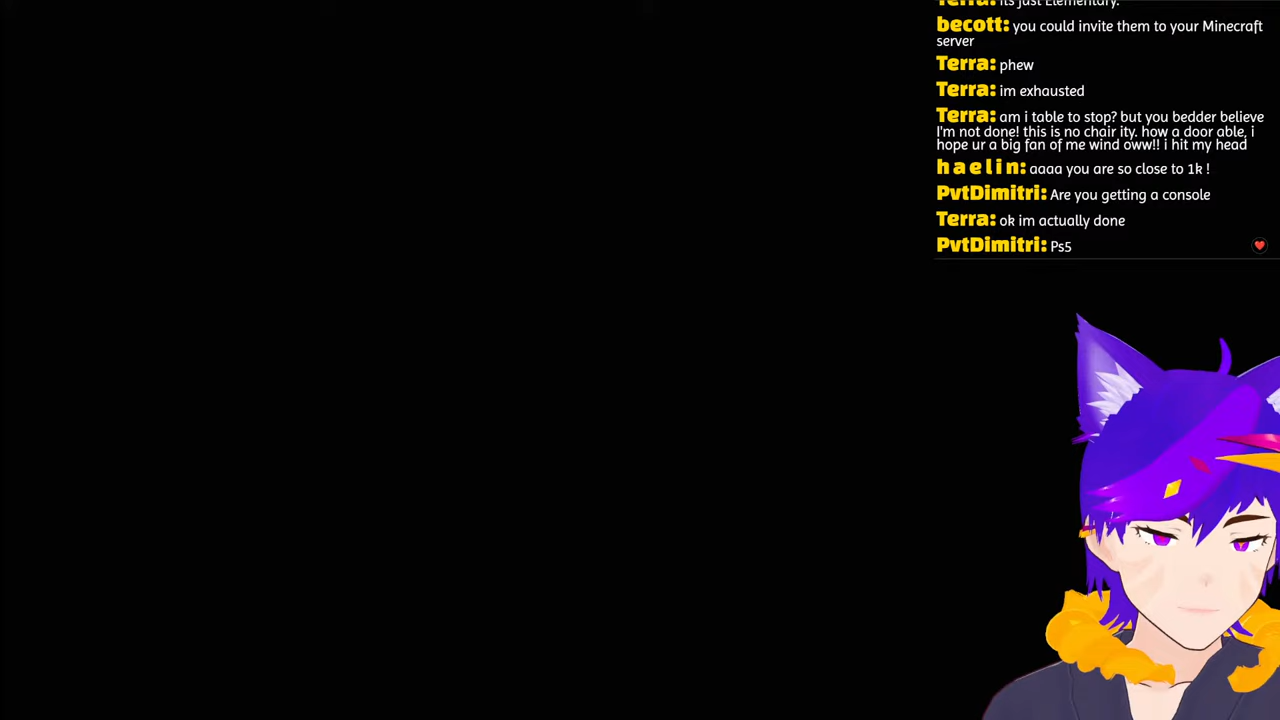 Terra: its just Elementary.
becott: you could invite them to your Minecraft
server
Terra: phew
Terra: im exhausted
Terra: am i table to stop? but you bedder believe
I'm not done! this is no chair ity. how a door able, i
hope ur a big fan of me wind oww!! i hit my head
h a e l i n: aaaa you are so close to 1k !
PvtDimitri: Are you getting a console
Terra: ok im actually done
PvtDimitri: Ps5